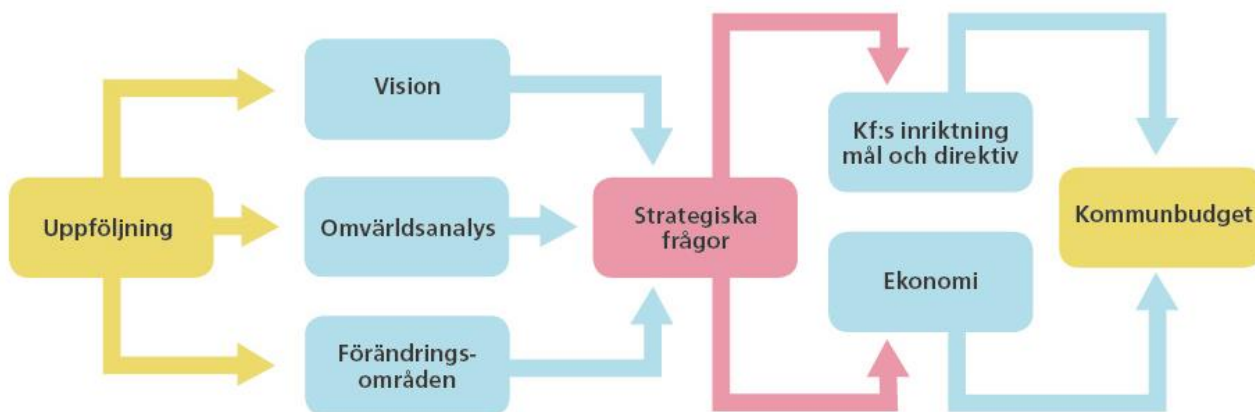 Uppföljning
Vision
Omvärldsanalys
Förändrings-
områden
Strategiska
frågor
Kf:s inriktning
mål och direktiv
Ekonomi
Kommunbudget